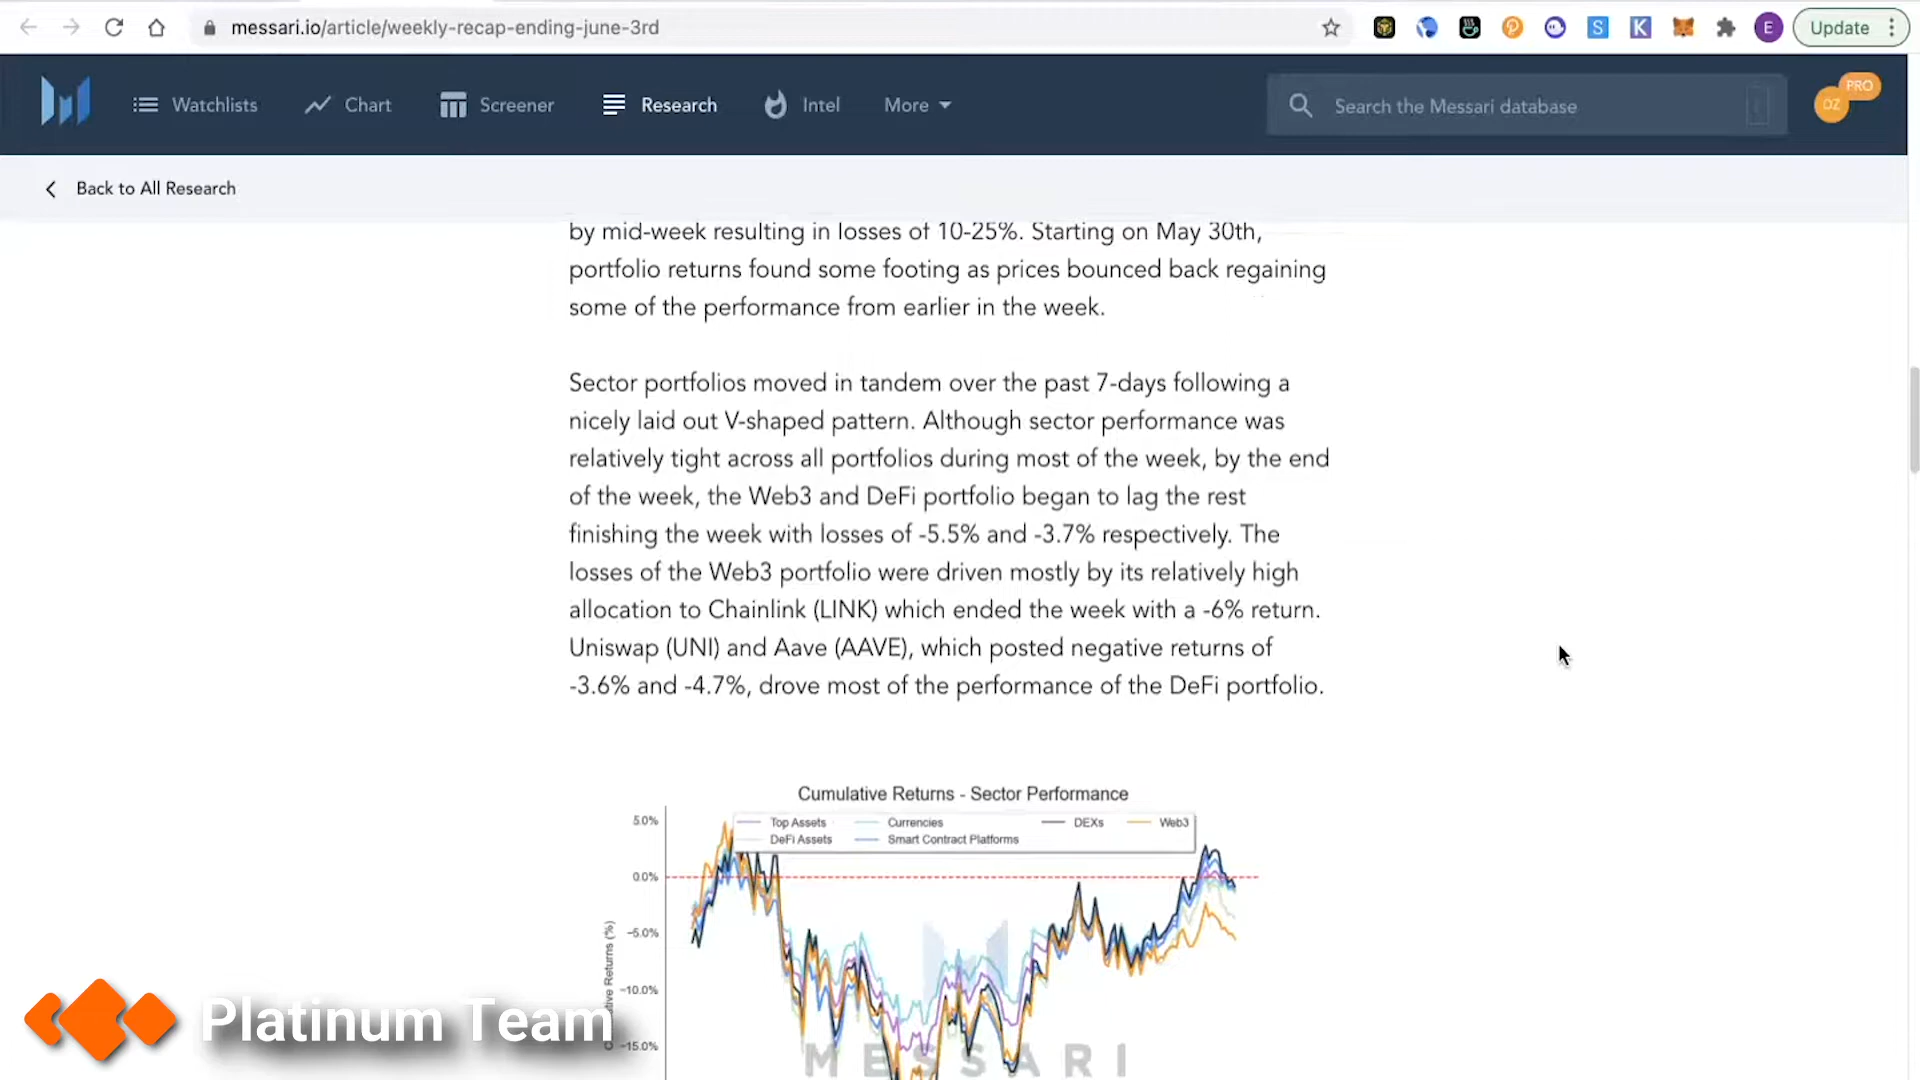 messari.io/article/weekly-recap-ending-june-3rd
S
K
E
Update
Watchlists
Chart
Screener
Research
Intel
More
Search the Messari database
DZ
PRO
Back to All Research
by mid-week resulting in losses of 10-25%. Starting on May 30th,
portfolio returns found some footing as prices bounced back regaining
some of the performance from earlier in the week.
Sector portfolios moved in tandem over the past 7-days following a
nicely laid out V-shaped pattern. Although sector performance was
relatively tight across all portfolios during most of the week, by the end
of the week, the Web3 and DeFi portfolio began to lag the rest
finishing the week with losses of -5.5% and -3.7% respectively. The
losses of the Web3 portfolio were driven mostly by its relatively high
allocation to Chainlink (LINK) which ended the week with a -6% return.
Uniswap (UNI) and Aave (AAVE), which posted negative returns of
-3.6% and -4.7%, drove most of the performance of the DeFi portfolio.
Cumulative Returns - Sector Performance
Top Assets
Currencies
DEXs
Web3
DeFi Assets
Smart Contract Platforms
5.0%
0.0%
-5.0%
-10.0%
-15.0%
Returns (%)
MESSARI
Platinum Team